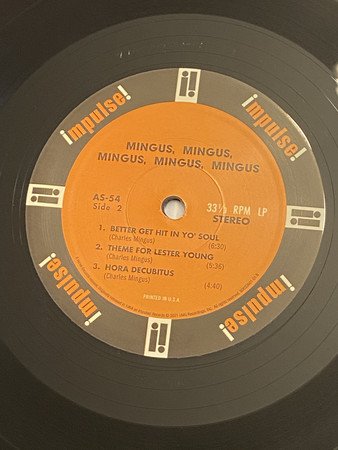 impulse!
impulse!
MINGUS, MINGUS,
MINGUS, MINGUS, MINGUS
AS-54
Side 2
33⅓ RPM LP
STEREO
1. BETTER GET HIT IN YO' SOUL
(Charles Mingus) (6:30)
2. THEME FOR LESTER YOUNG
(Charles Mingus) (5:36)
3. HORA DECUBITUS
(Charles Mingus) (4:40)
PRINTED IN U.S.A.
impulse!
impulse!